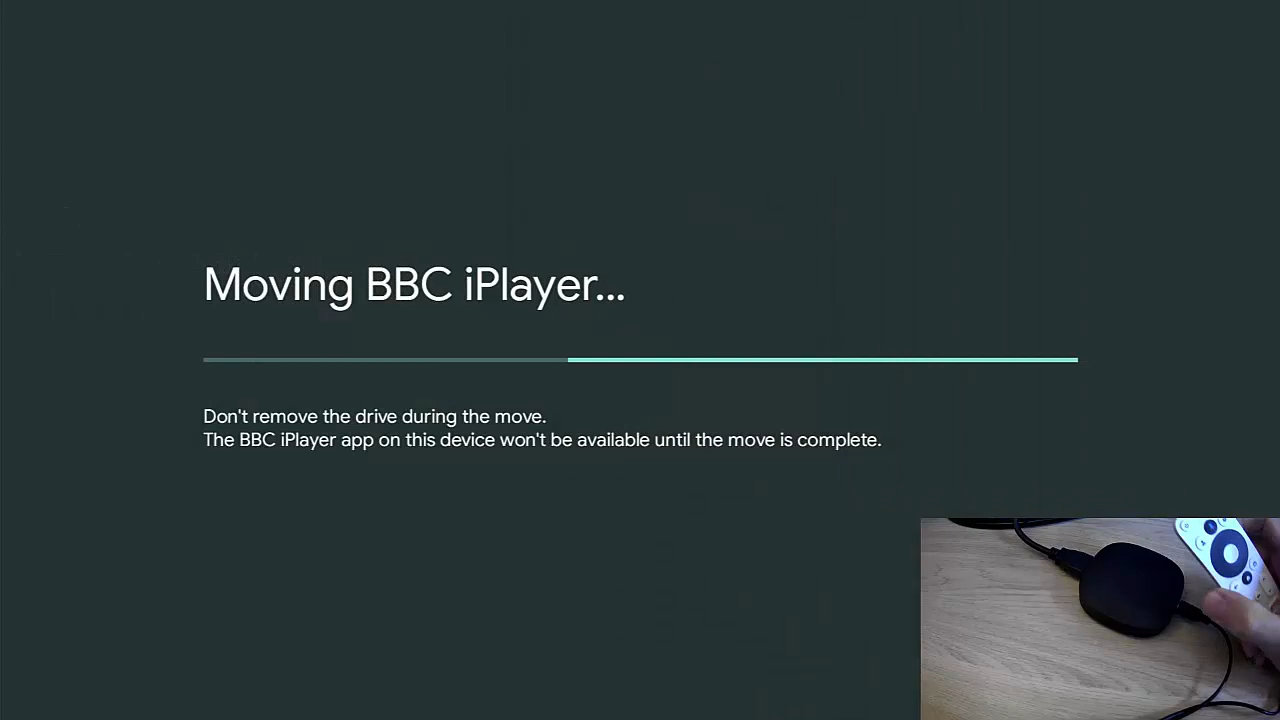 Moving BBC iPlayer...
Don't remove the drive during the move.
The BBC iPlayer app on this device won't be available until the move is complete.